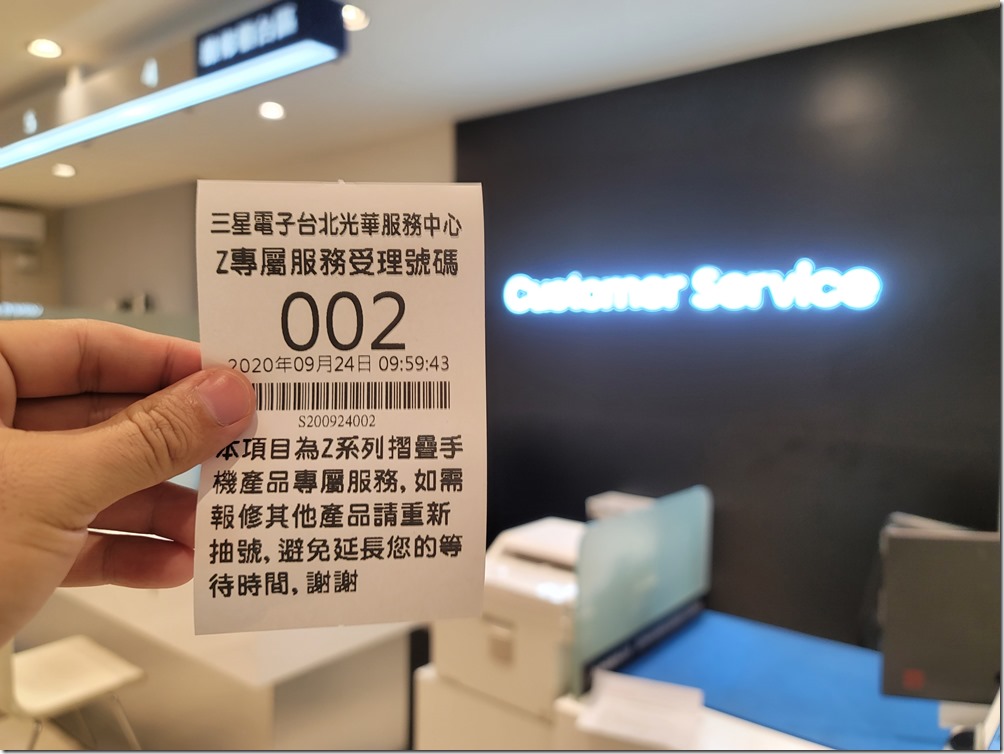 4
三星電子台北光華服務中心
Z專屬服務受理號碼
002
2020年09月24日 09:59:43
S200924002
本項目為Z系列摺疊手
機產品專屬服務, 如需
報修其他產品請重新
抽號, 避免延長您的等
待時間, 謝謝
Customer Service